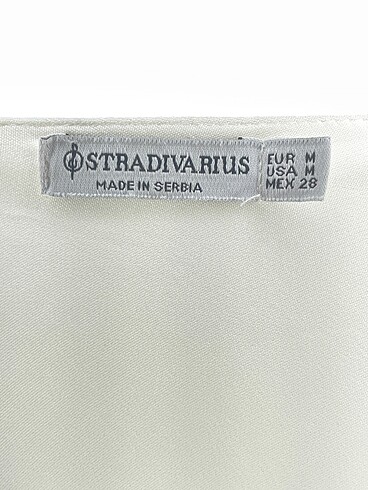 STRADIVARIUS
MADE IN SERBIA
EUR M
USA M
MEX 28